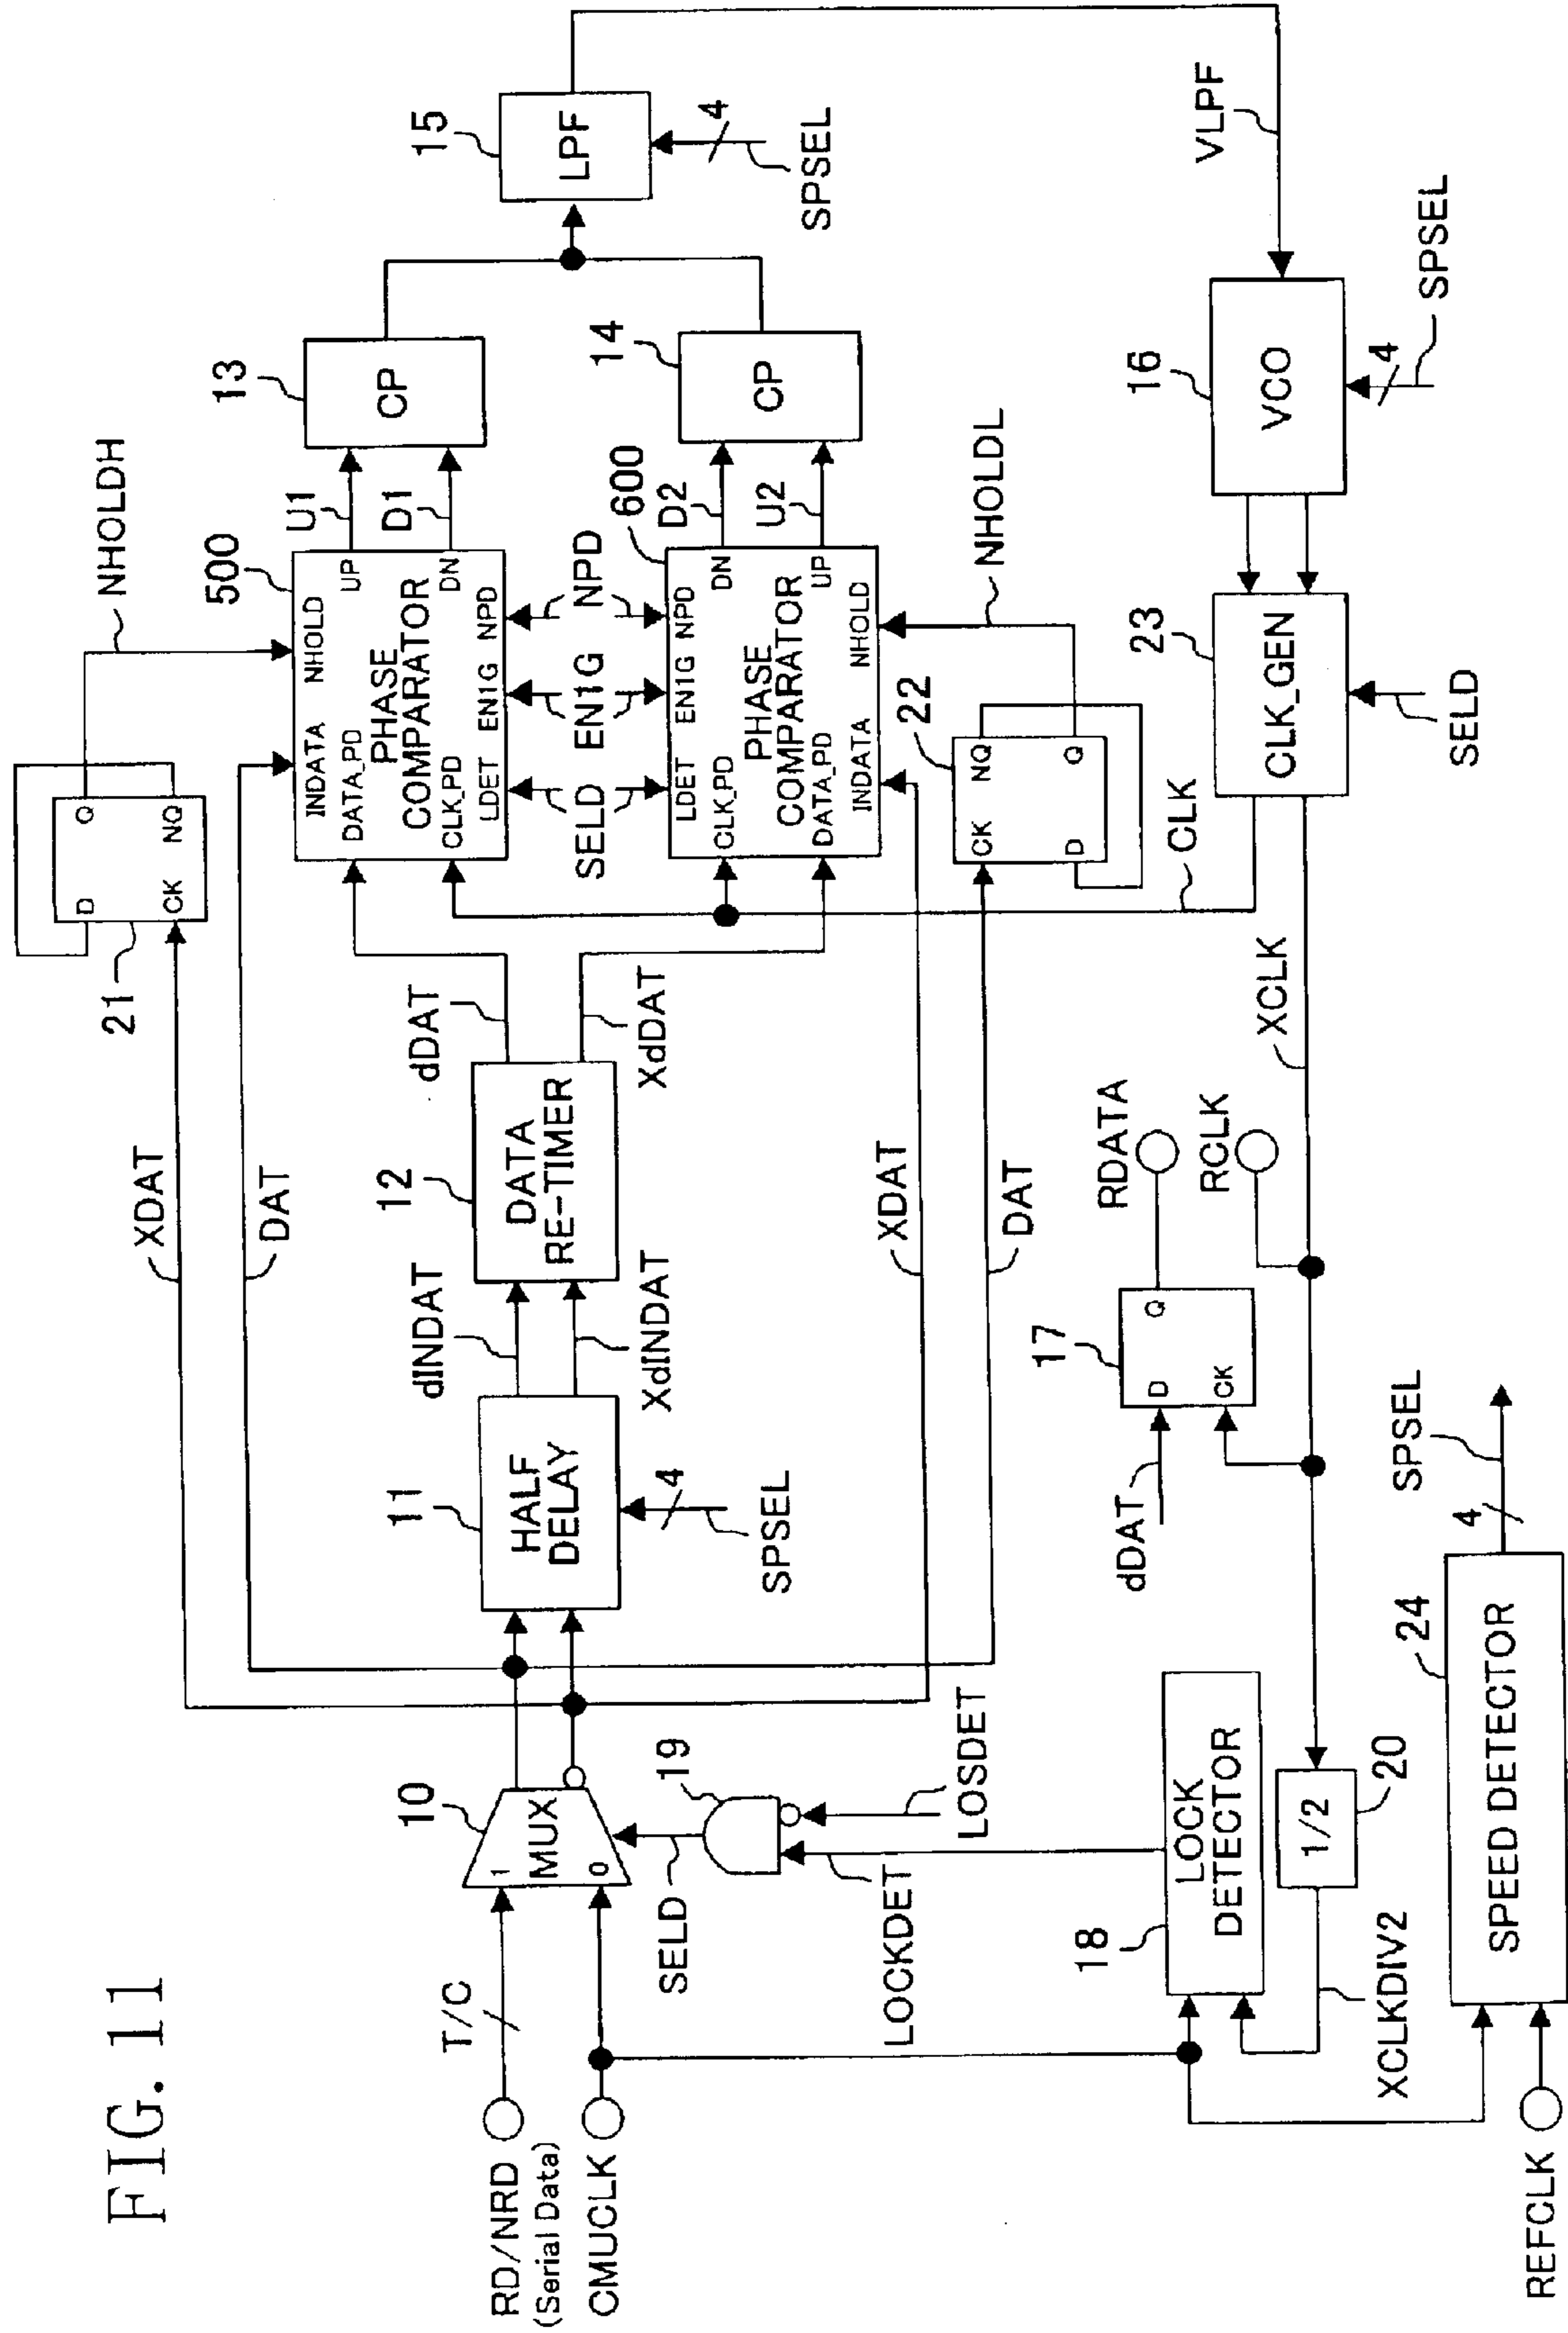 FIG. 11
RD/NRD
(Serial Data)
T/C
CMUCLK
10
MUX
1
0
SELD
19
LOSDET
LOCKDET
XDAT
DAT
11
HALF
DELAY
4
SPSEL
dINDAT
XdINDAT
12
DATA
RE-TIMER
dDAT
XdDAT
XDAT
DAT
21
D
Q
CK
NQ
NHOLDH
500
INDATA
NHOLD
DATA_PD
UP
PHASE
COMPARATOR
CLK_PD
DN
LDET
EN1G
NPD
U1
D1
13
CP
SELD
EN1G
NPD
600
LDET
EN1G
NPD
CLK_PD
DN
PHASE
COMPARATOR
DATA_PD
UP
INDATA
NHOLD
D2
U2
14
CP
15
LPF
4
SPSEL
22
CK
NQ
D
Q
NHOLDL
CLK
VLPF
16
VCO
4
SPSEL
23
CLK_GEN
SELD
XCLK
RDATA
RCLK
17
D
Q
CK
dDAT
18
LOCK
DETECTOR
1/2
20
XCLKDIV2
24
SPEED DETECTOR
4
SPSEL
REFCLK